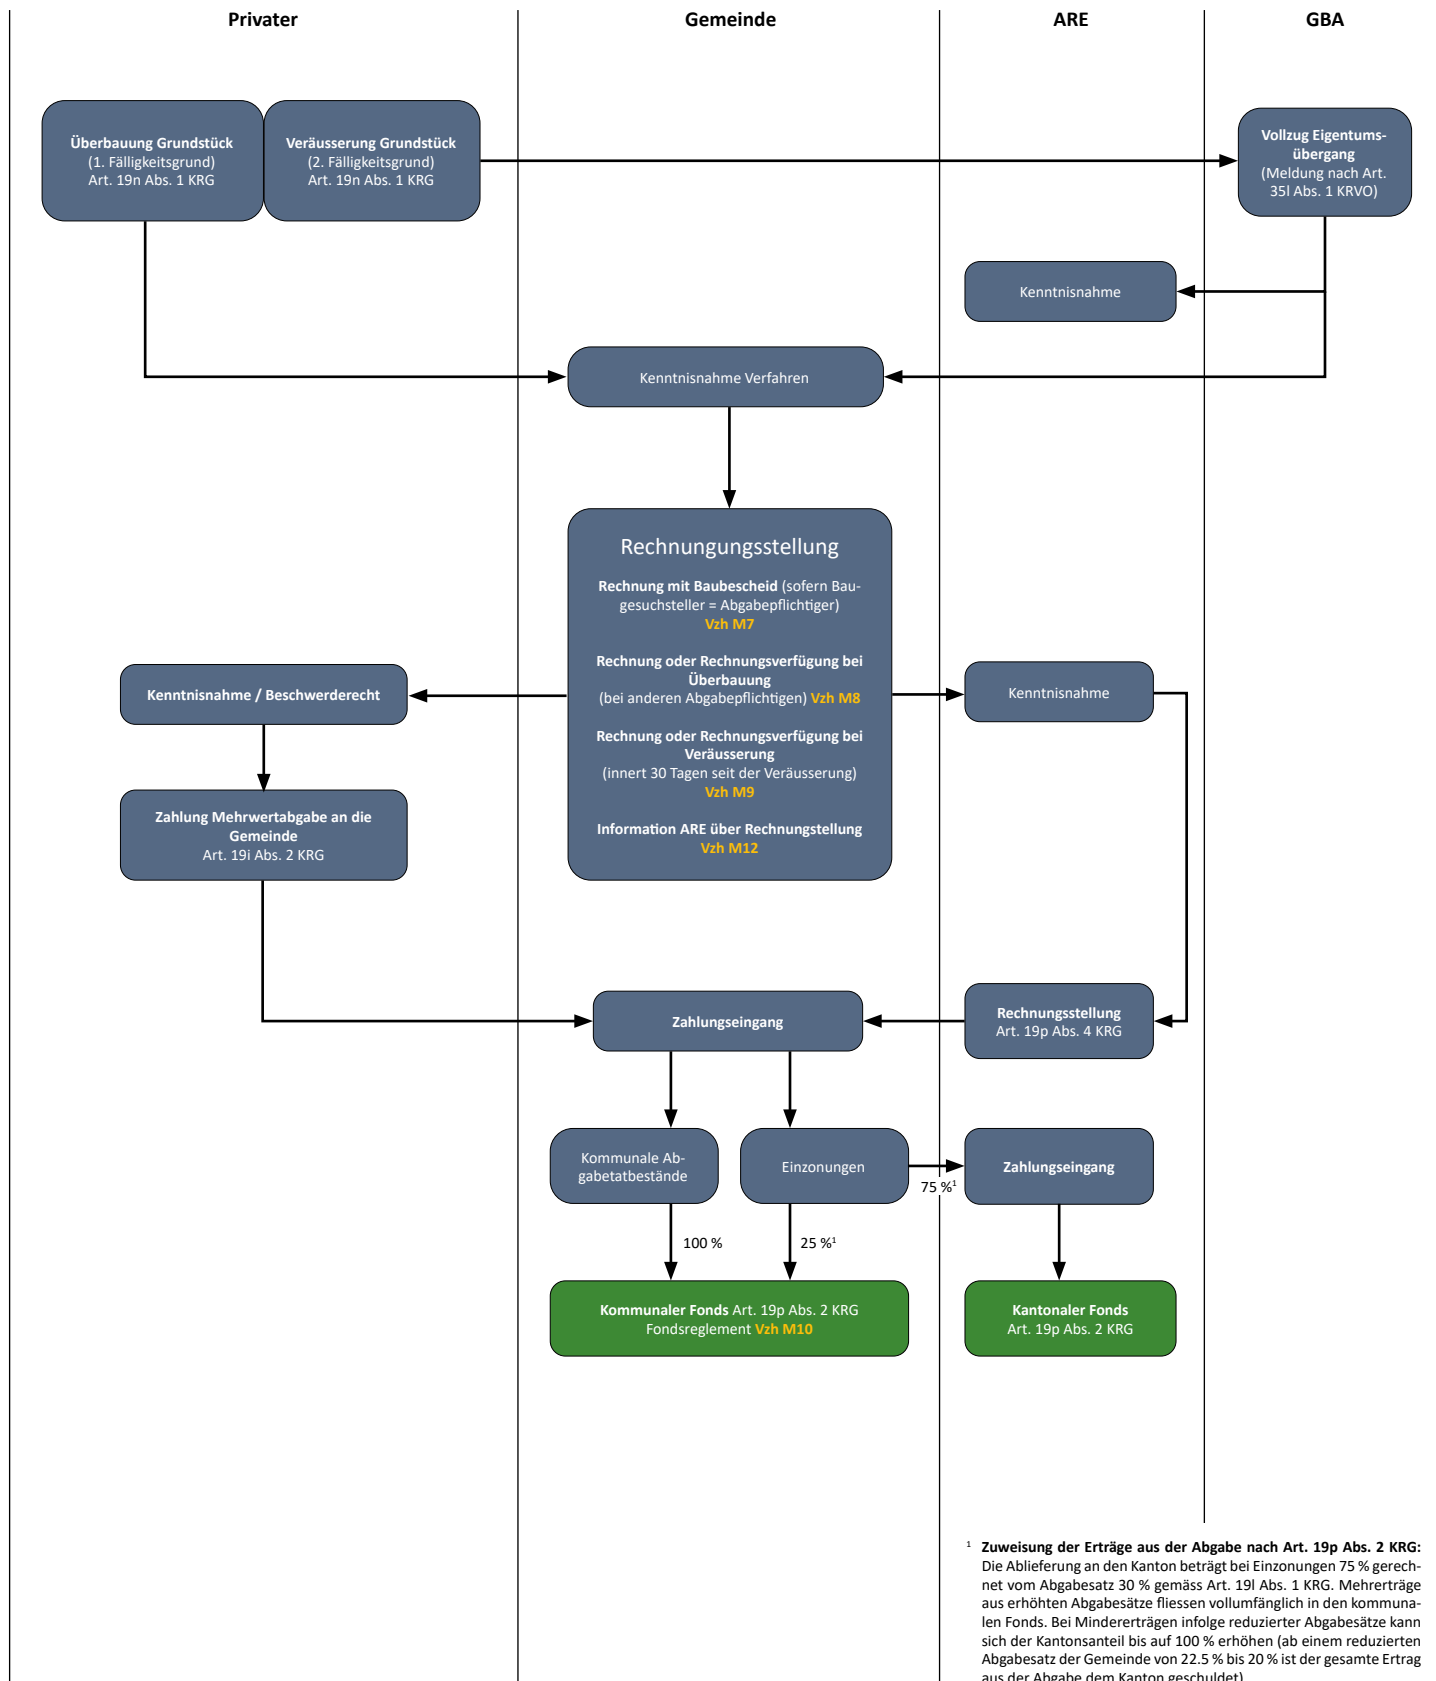 Privater
Gemeinde
ARE
GBA
Überbauung Grundstück
(1. Fälligkeitsgrund)
Art. 19n Abs. 1 KRG
Veräusserung Grundstück
(2. Fälligkeitsgrund)
Art. 19n Abs. 1 KRG
Vollzug Eigentums-
übergang
(Meldung nach Art.
35l Abs. 1 KRVO)
Kenntnisnahme
Kenntnisnahme Verfahren
Rechnungungsstellung
Rechnung mit Baubescheid (sofern Bau-
gesuchsteller = Abgabepflichtiger)
Vzh M7
Rechnung oder Rechnungsverfügung bei
Überbauung
(bei anderen Abgabepflichtigen) Vzh M8
Rechnung oder Rechnungsverfügung bei
Veräusserung
(innert 30 Tagen seit der Veräusserung)
Vzh M9
Information ARE über Rechnungstellung
Vzh M12
Kenntnisnahme / Beschwerderecht
Kenntnisnahme
Zahlung Mehrwertabgabe an die
Gemeinde
Art. 19i Abs. 2 KRG
Zahlungseingang
Rechnungsstellung
Art. 19p Abs. 4 KRG
Kommunale Ab-
gabetatbestände
Einzonungen
75 %¹
Zahlungseingang
100 %
25 %¹
Kommunaler Fonds Art. 19p Abs. 2 KRG
Fondsreglement Vzh M10
Kantonaler Fonds
Art. 19p Abs. 2 KRG
¹ Zuweisung der Erträge aus der Abgabe nach Art. 19p Abs. 2 KRG:
Die Ablieferung an den Kanton beträgt bei Einzonungen 75 % gerech-
net vom Abgabesatz 30 % gemäss Art. 19l Abs. 1 KRG. Mehrerträge
aus erhöhten Abgabesätze fliessen vollumfänglich in den kommuna-
len Fonds. Bei Mindererträgen infolge reduzierter Abgabesätze kann
sich der Kantonsanteil bis auf 100 % erhöhen (ab einem reduzierten
Abgabesatz der Gemeinde von 22.5 % bis 20 % ist der gesamte Ertrag
aus der Abgabe dem Kanton geschuldet)